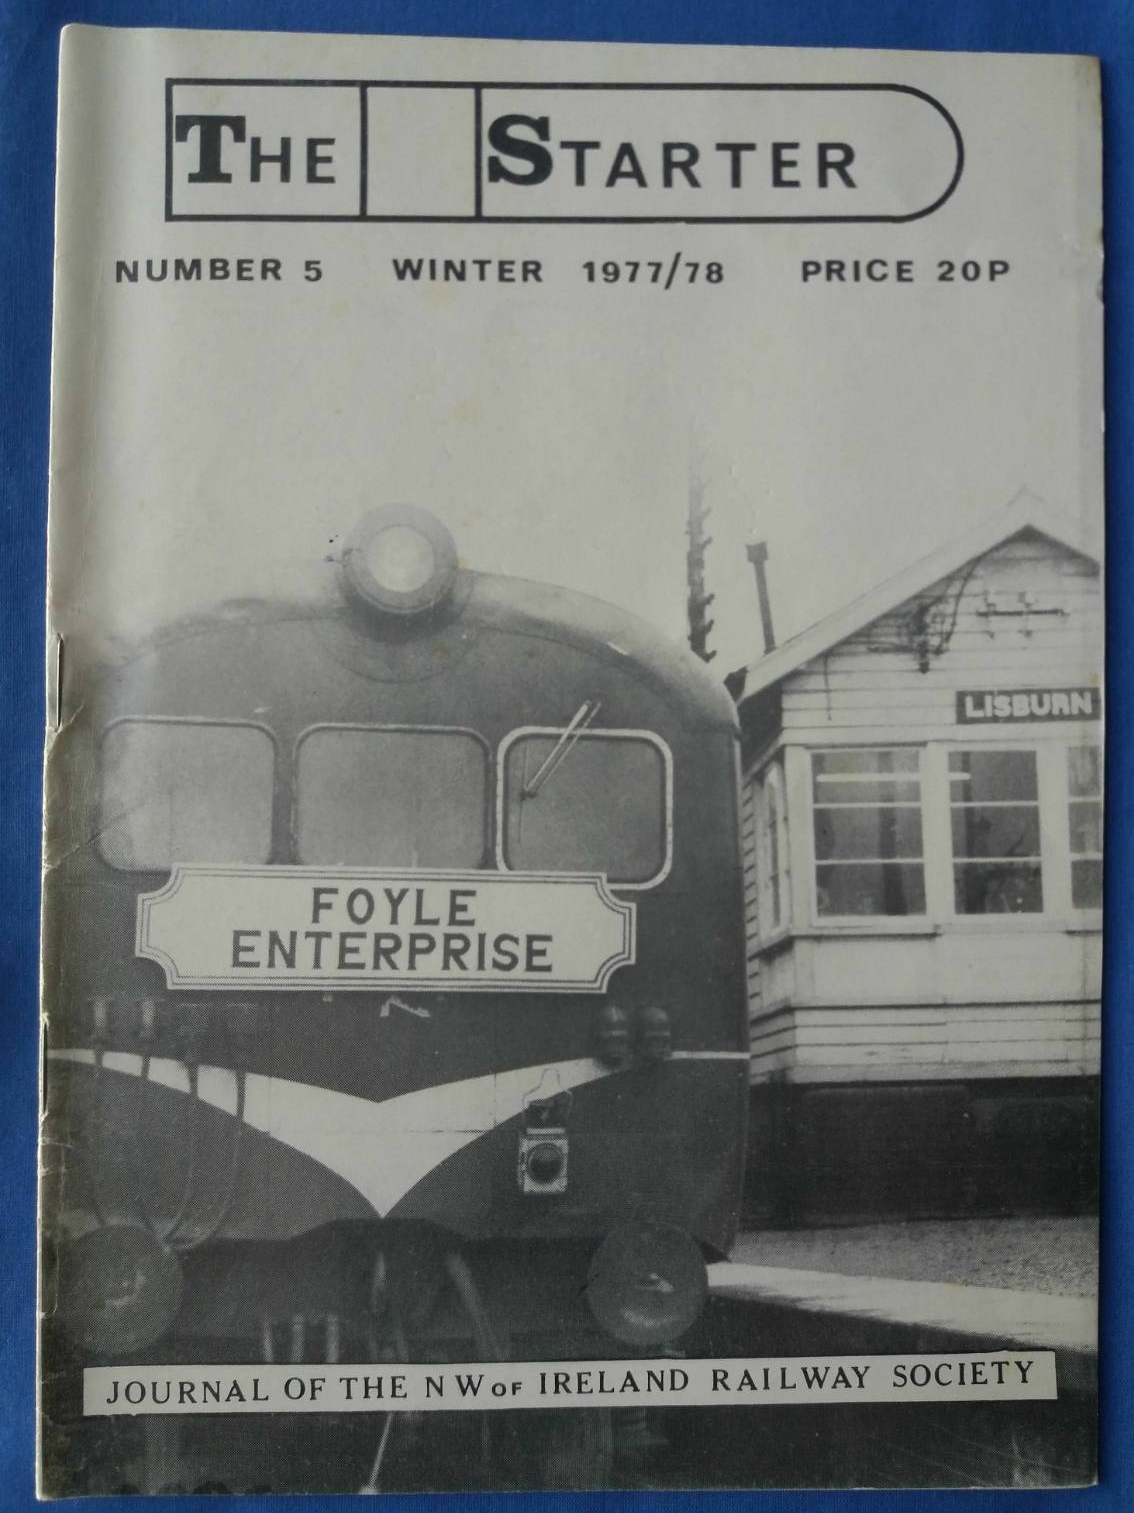 THE STARTER
NUMBER 5 WINTER 1977/78 PRICE 20P
LISBURN
FOYLE
ENTERPRISE
JOURNAL OF THE NW OF IRELAND RAILWAY SOCIETY